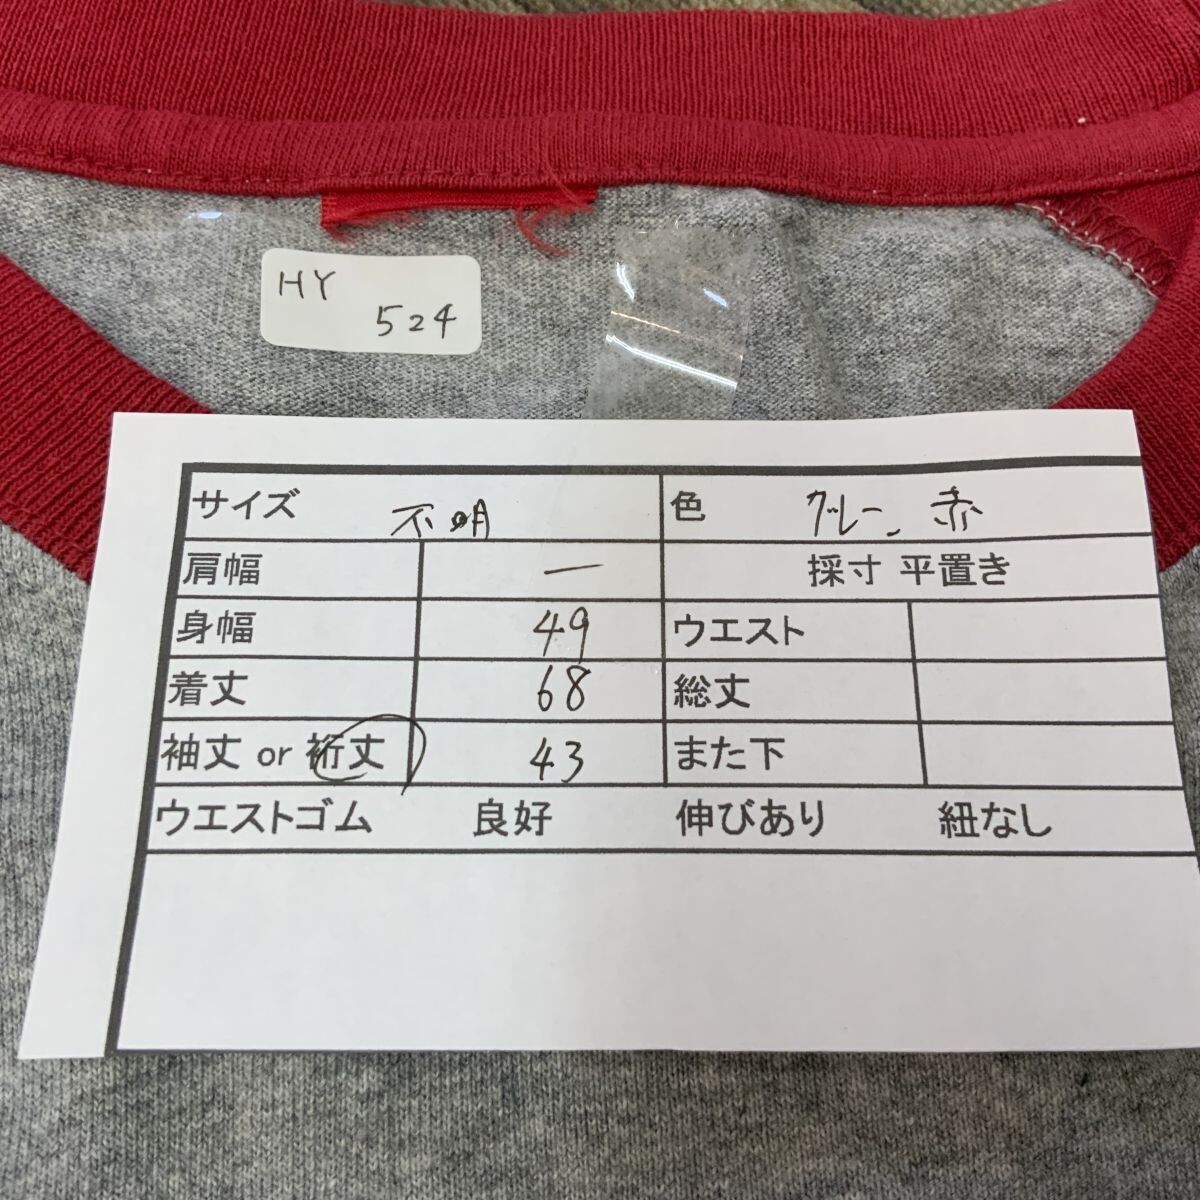 HY
524
サイズ 不明 色 グレー、赤
肩幅 ー 採寸 平置き
身幅 49 ウエスト
着丈 68 総丈
袖丈 or 裄丈 43 また下
ウエストゴム 良好 伸びあり 紐なし